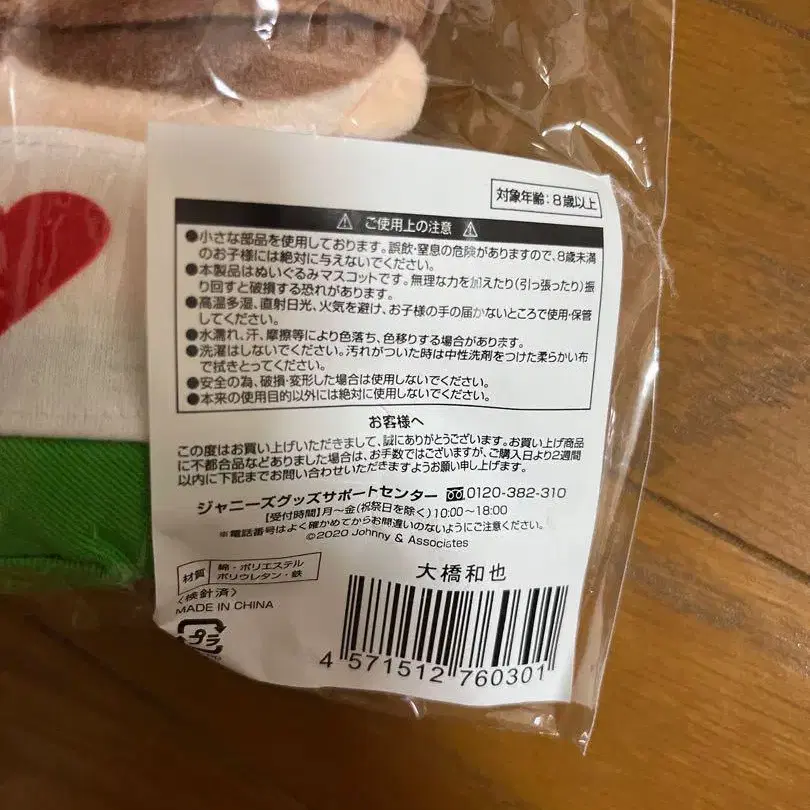 対象年齢:8歳以上
⚠ ご使用上の注意 ⚠
●小さな部品を使用しております。誤飲・窒息の危険がありますので、8歳未満
のお子様には絶対に与えないでください。
●本製品はぬいぐるみマスコットです。無理な力を加えたり(引っ張ったり)振
り回すと破損する恐れがあります。
●高温多湿、直射日光、火気を避け、お子様の手の届かないところで使用・保管
してください。
●水濡れ、汗、摩擦等により色落ち、色移りする場合があります。
●洗濯はしないでください。汚れがついた時は中性洗剤をつけた柔らかい布
で拭きとってください。
●安全の為、破損・変形した場合は使用しないでください。
●本来の使用目的以外には絶対に使用しないでください。
お客様へ
この度はお買い上げいただきまして、誠にありがとうございます。お買い上げ商品
に不都合品などありました場合は、お手数ではございますが、ご購入日より2週間
以内に下記までお問い合わせいただきますようお願い申し上げます。
ジャニーズグッズサポートセンター 0120-382-310
【受付時間】月〜金(祝祭日を除く)10:00〜18:00
※電話番号はよく確かめてからお間違いのないようにご注意ください。
©2020 Johnny & Associates
材質 綿・ポリエステル
ポリウレタン・鉄
〈検針済〉
MADE IN CHINA
プラ
大橋和也
4 571512 760301